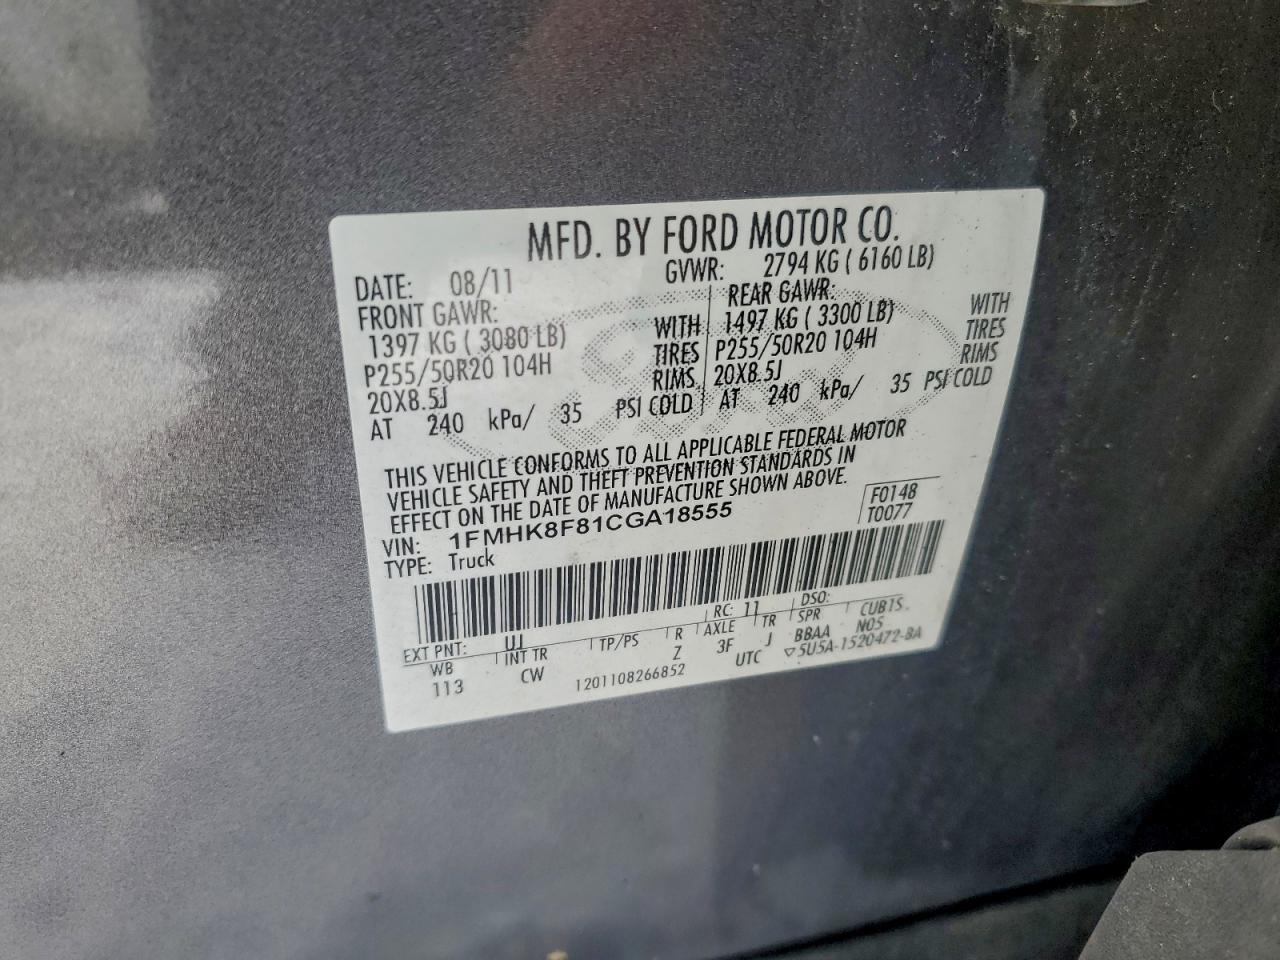 MFD. BY FORD MOTOR CO.
DATE: 08/11 GVWR: 2794 KG ( 6160 LB)
FRONT GAWR: REAR GAWR:
1397 KG ( 3080 LB) WITH 1497 KG ( 3300 LB) WITH
P255/50R20 104H TIRES P255/50R20 104H TIRES
20X8.5J RIMS 20X8.5J RIMS
AT 240 kPa/ 35 PSI COLD AT 240 kPa/ 35 PSI COLD
THIS VEHICLE CONFORMS TO ALL APPLICABLE FEDERAL MOTOR
VEHICLE SAFETY AND THEFT PREVENTION STANDARDS IN
EFFECT ON THE DATE OF MANUFACTURE SHOWN ABOVE.
VIN: 1FMHK8F81CGA18555 F0148
TYPE: Truck T0077
EXT PNT: UJ RC: 11 DSO:
WB INT TR TP/PS R AXLE TR SPR CUBIS.
113 CW Z 3F J BBAA NOS
1201108266852 UTC ▽5U5A-1520472-BA